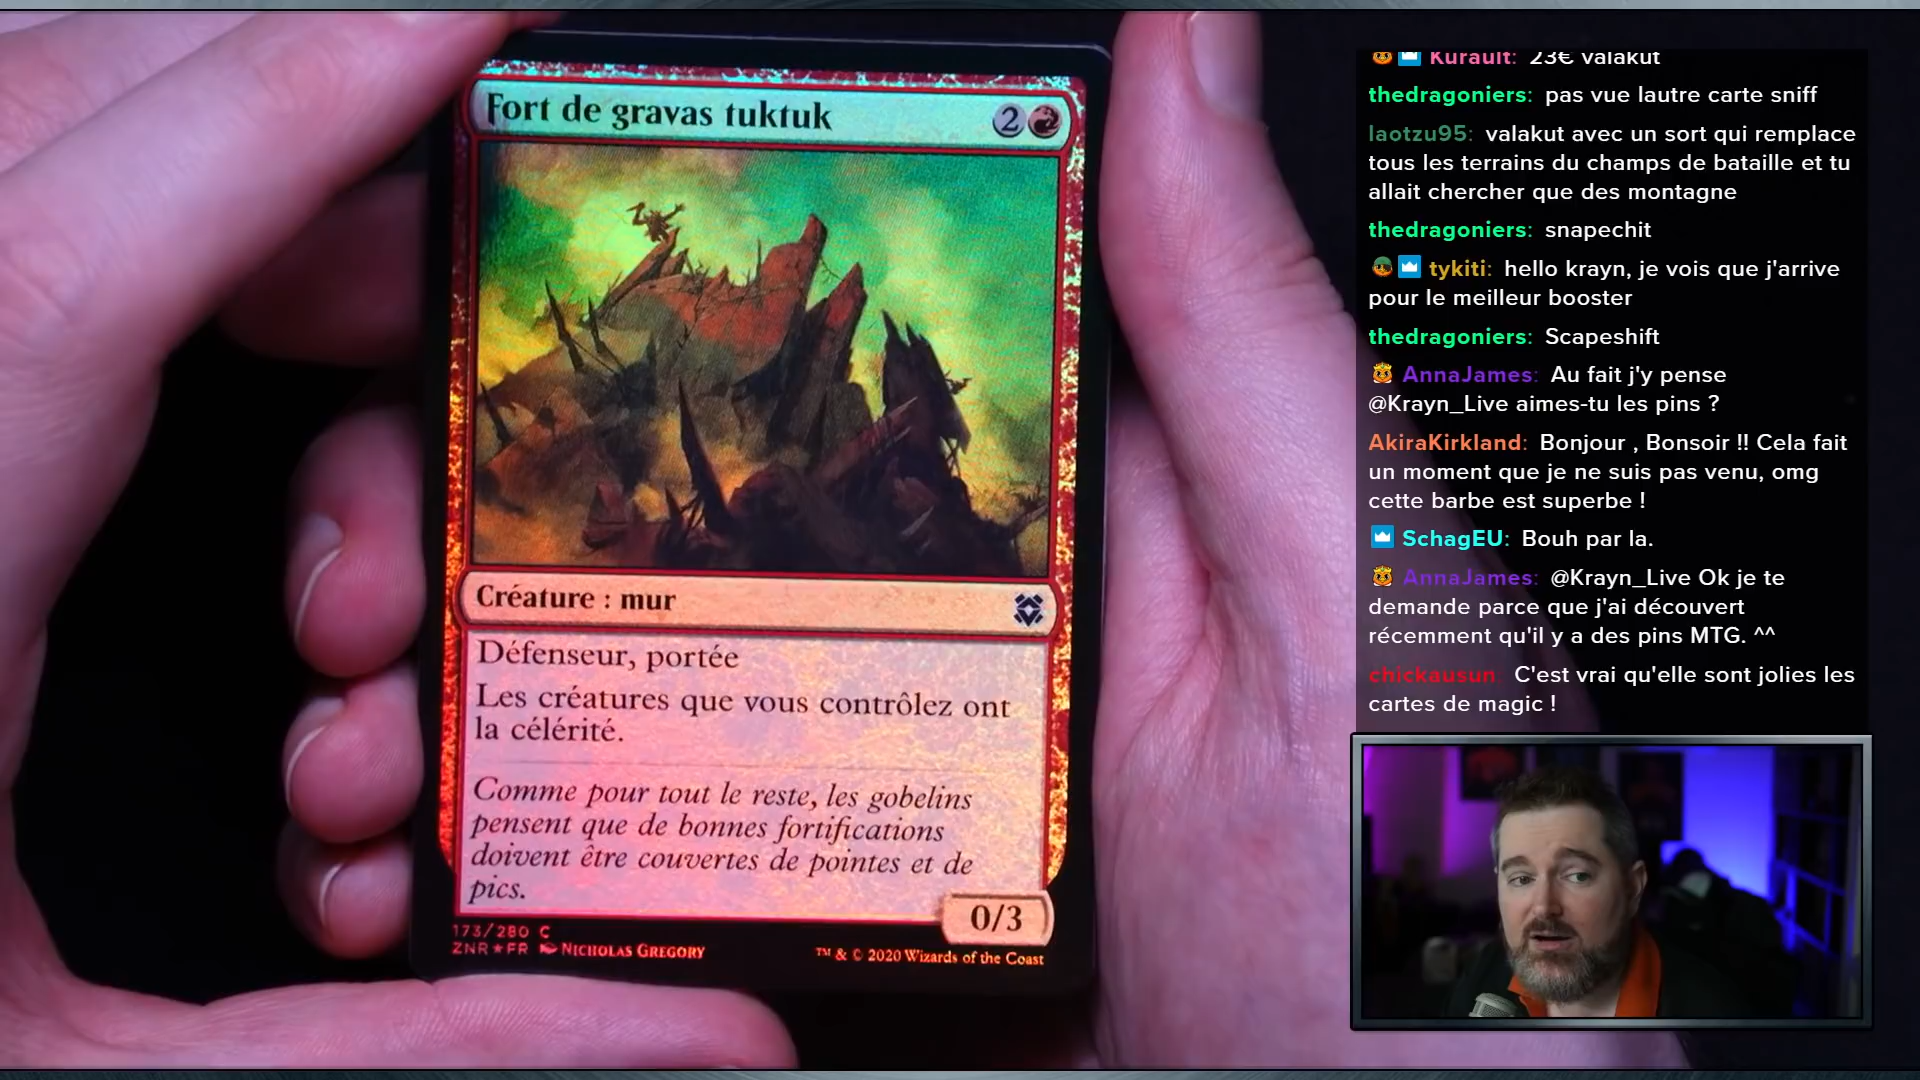 Fort de gravas tuktuk
2
Créature : mur
Défenseur, portée
Les créatures que vous contrôlez ont
la célérité.
Comme pour tout le reste, les gobelins
pensent que de bonnes fortifications
doivent être couvertes de pointes et de
pics.
0/3
173/280 C
ZNR★FR NICHOLAS GREGORY
™ & © 2020 Wizards of the Coast
Kurault: 23€ valakut
thedragoniers: pas vue lautre carte sniff
laotzu95: valakut avec un sort qui remplace
tous les terrains du champs de bataille et tu
allait chercher que des montagne
thedragoniers: snapechit
tykiti: hello krayn, je vois que j'arrive
pour le meilleur booster
thedragoniers: Scapeshift
AnnaJames: Au fait j'y pense
@Krayn_Live aimes-tu les pins ?
AkiraKirkland: Bonjour , Bonsoir !! Cela fait
un moment que je ne suis pas venu, omg
cette barbe est superbe !
SchagEU: Bouh par la.
AnnaJames: @Krayn_Live Ok je te
demande parce que j'ai découvert
récemment qu'il y a des pins MTG. ^^
chickausun: C'est vrai qu'elle sont jolies les
cartes de magic !